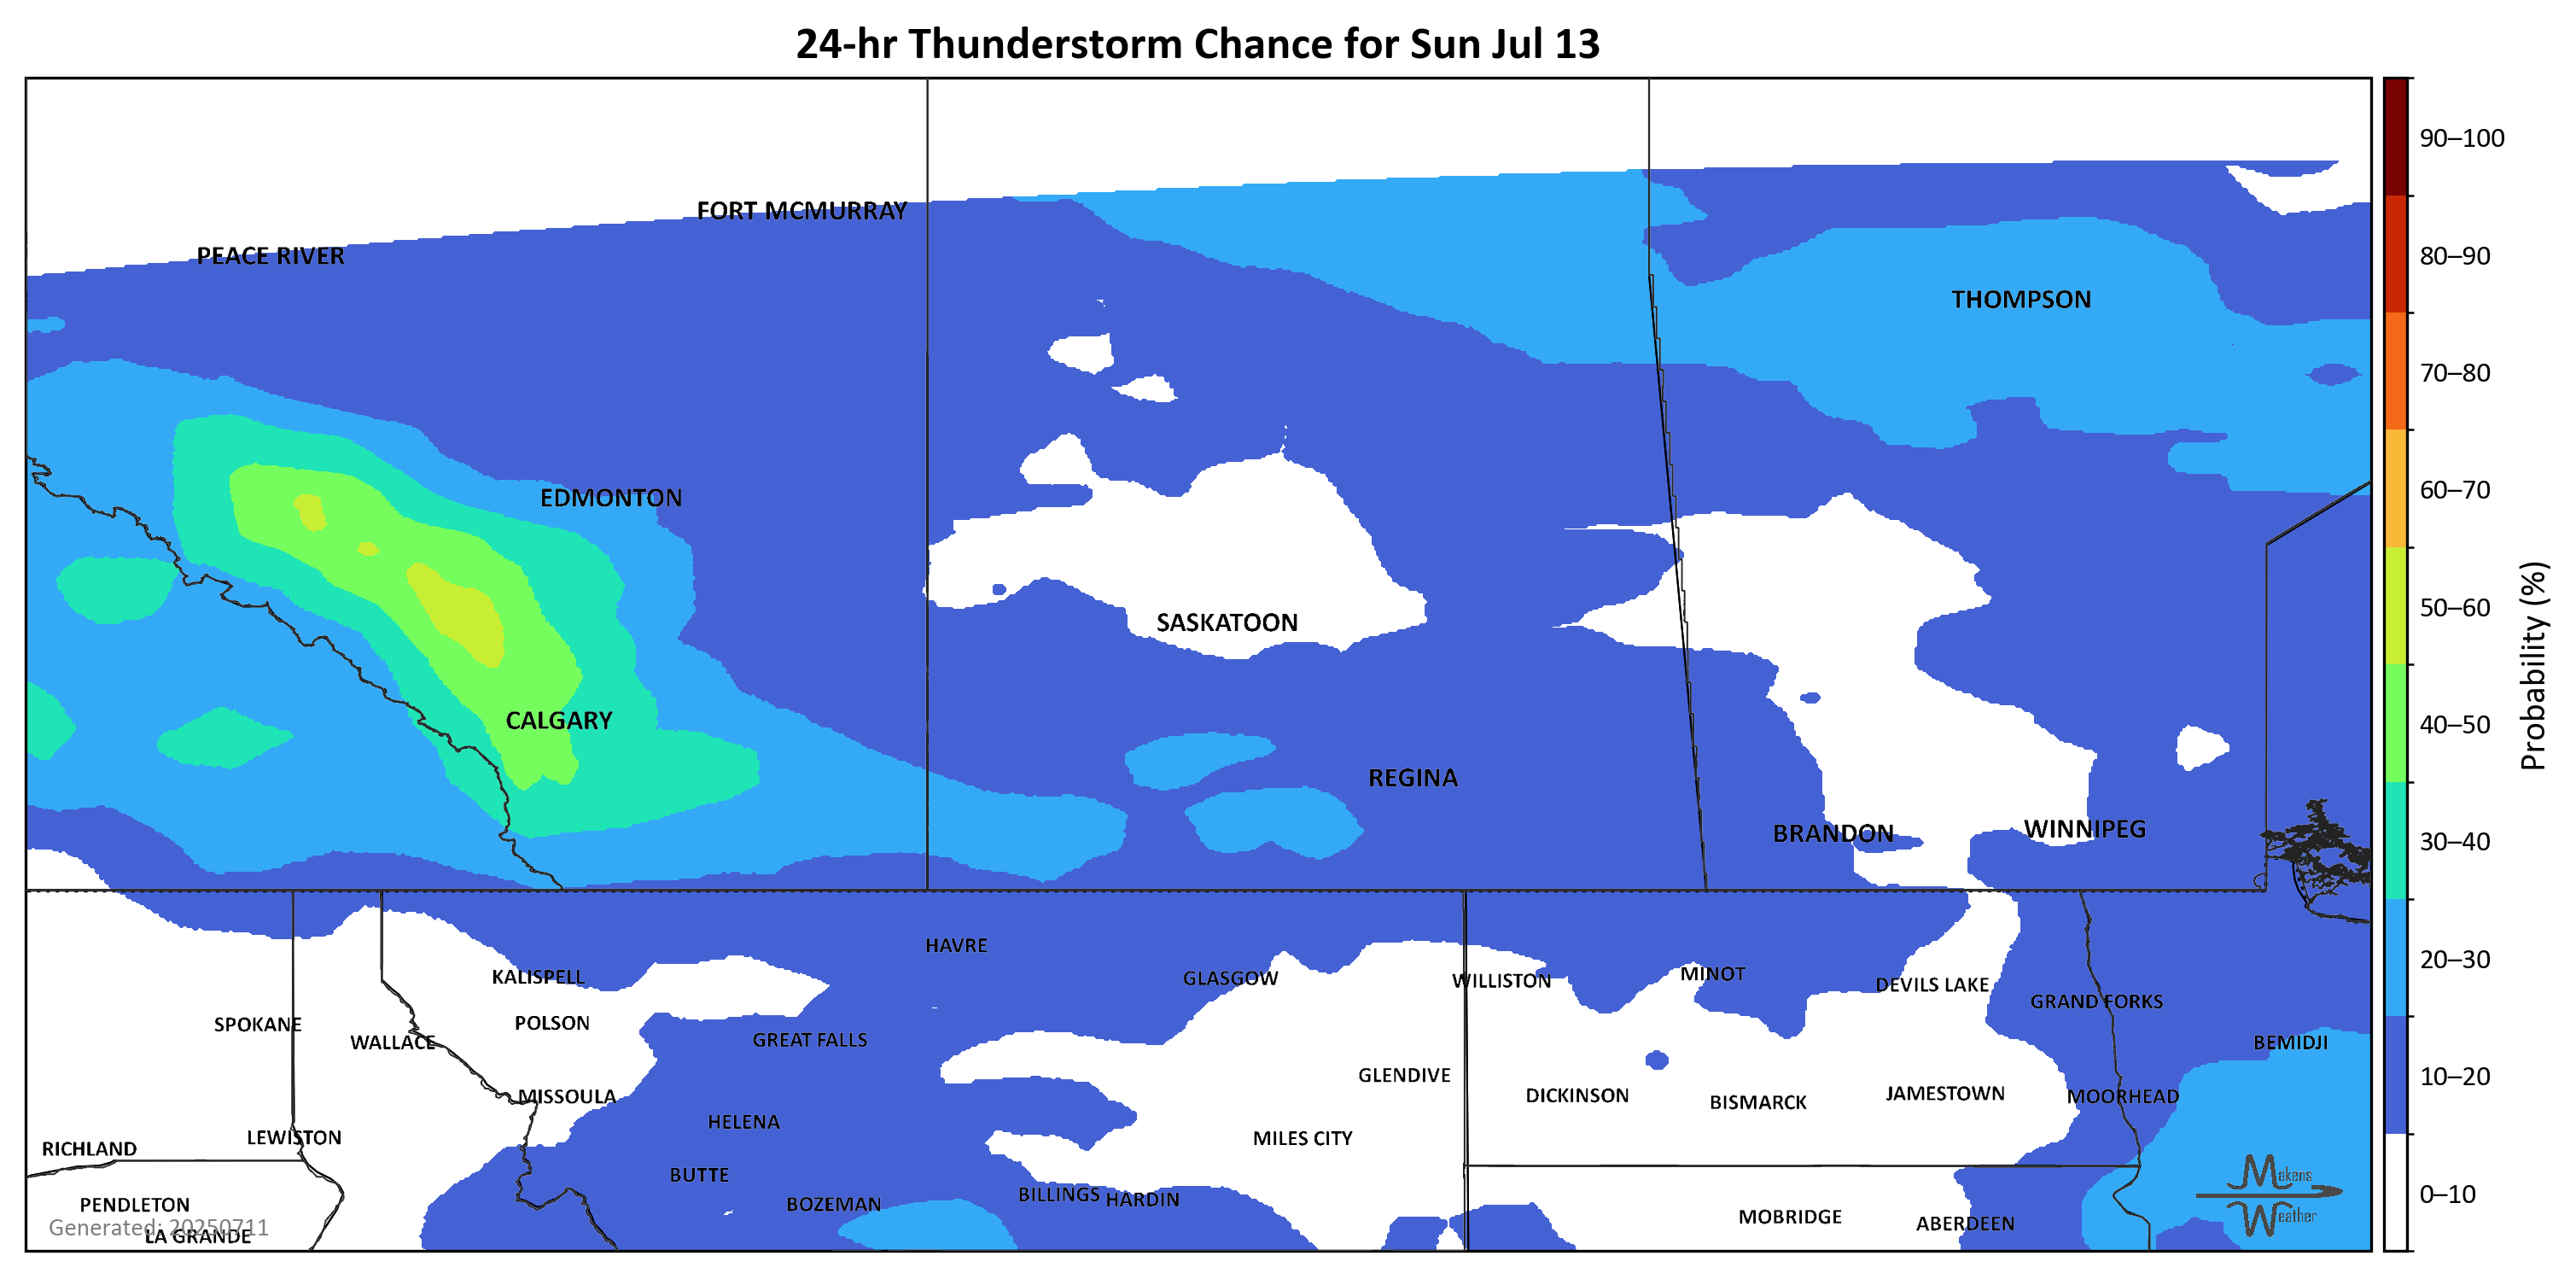 24-hr Thunderstorm Chance for Sun Jul 13
FORT MCMURRAY
PEACE RIVER
THOMPSON
EDMONTON
SASKATOON
CALGARY
REGINA
BRANDON
WINNIPEG
HAVRE
KALISPELL
GLASGOW
WILLISTON
MINOT
DEVILS LAKE
GRAND FORKS
SPOKANE
POLSON
WALLACE
GREAT FALLS
BEMIDJI
GLENDIVE
MISSOULA
DICKINSON
BISMARCK
JAMESTOWN
MOORHEAD
HELENA
LEWISTON
MILES CITY
RICHLAND
BUTTE
PENDLETON
BOZEMAN
BILLINGS
HARDIN
MOBRIDGE
ABERDEEN
Generated: 20250711
LA GRANDE
Makens
Weather
90–100
80–90
70–80
60–70
50–60
40–50
30–40
20–30
10–20
0–10
Probability (%)